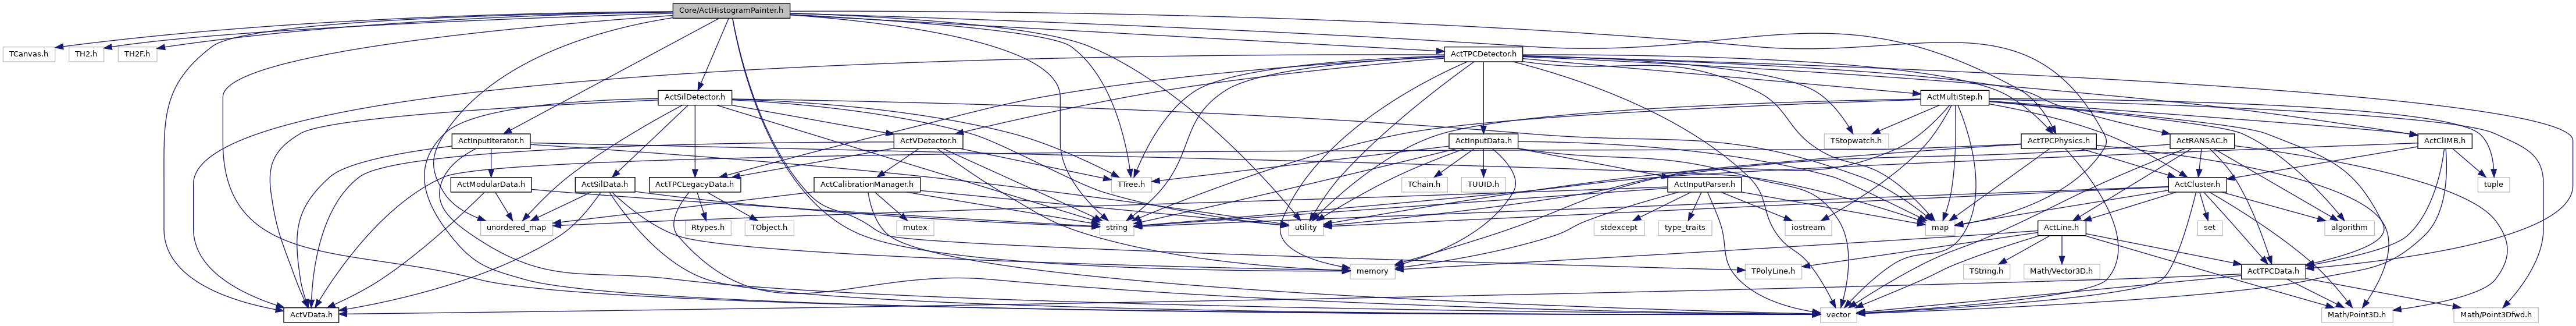 Core/ActHistogramPainter.h
TCanvas.h
TH2.h
TH2F.h
ActTPCDetector.h
ActSilDetector.h
ActMultiStep.h
ActInputIterator.h
ActVDetector.h
ActInputData.h
TStopwatch.h
ActTPCPhysics.h
ActRANSAC.h
ActClIMB.h
ActModularData.h
ActSilData.h
ActTPCLegacyData.h
ActCalibrationManager.h
TTree.h
TChain.h
TUUID.h
ActInputParser.h
ActCluster.h
tuple
unordered_map
Rtypes.h
TObject.h
mutex
string
utility
stdexcept
type_traits
iostream
map
ActLine.h
set
algorithm
memory
TPolyLine.h
TString.h
Math/Vector3D.h
ActTPCData.h
ActVData.h
vector
Math/Point3D.h
Math/Point3Dfwd.h